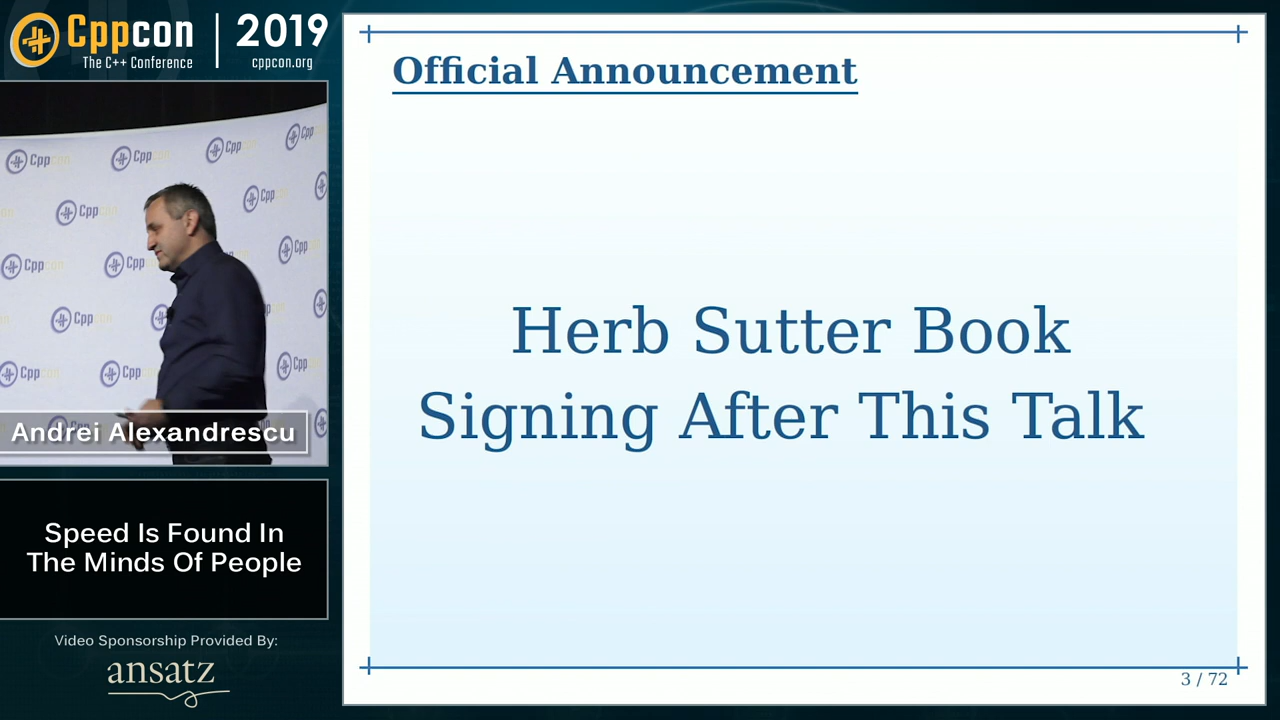 Cppcon
The C++ Conference
2019
cppcon.org
Official Announcement
Herb Sutter Book
Signing After This Talk
Andrei Alexandrescu
Speed Is Found In
The Minds Of People
Video Sponsorship Provided By:
ansatz
3 / 72